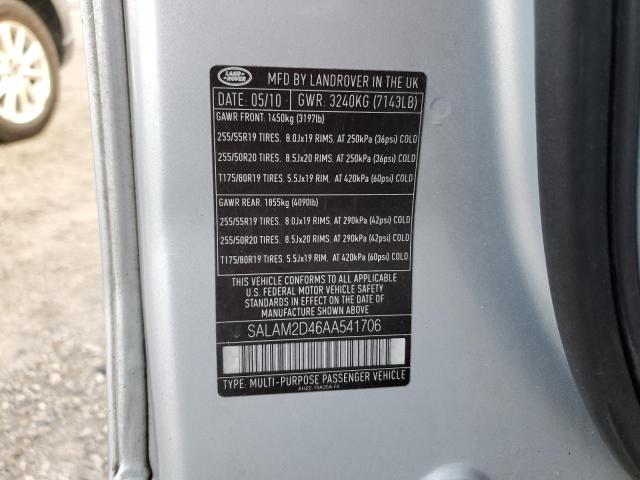 LAND ROVER
MFD BY LANDROVER IN THE UK
DATE: 05/10 GWR: 3240KG (7143LB)
GAWR FRONT: 1450kg (3197lb)
255/55R19 TIRES. 8.0Jx19 RIMS, AT 250kPa (36psi) COLD
255/50R20 TIRES. 8.5Jx20 RIMS, AT 250kPa (36psi) COLD
T175/80R19 TIRES. 5.5Jx19 RIM, AT 420kPa (60psi) COLD
GAWR REAR: 1855kg (4090lb)
255/55R19 TIRES. 8.0Jx19 RIMS, AT 290kPa (42psi) COLD
255/50R20 TIRES. 8.5Jx20 RIMS, AT 290kPa (42psi) COLD
T175/80R19 TIRES. 5.5Jx19 RIM, AT 420kPa (60psi) COLD
THIS VEHICLE CONFORMS TO ALL APPLICABLE
U.S. FEDERAL MOTOR VEHICLE SAFETY
STANDARDS IN EFFECT ON THE DATE OF
MANUFACTURE SHOWN ABOVE
SALAM2D46AA541706
TYPE: MULTI-PURPOSE PASSENGER VEHICLE